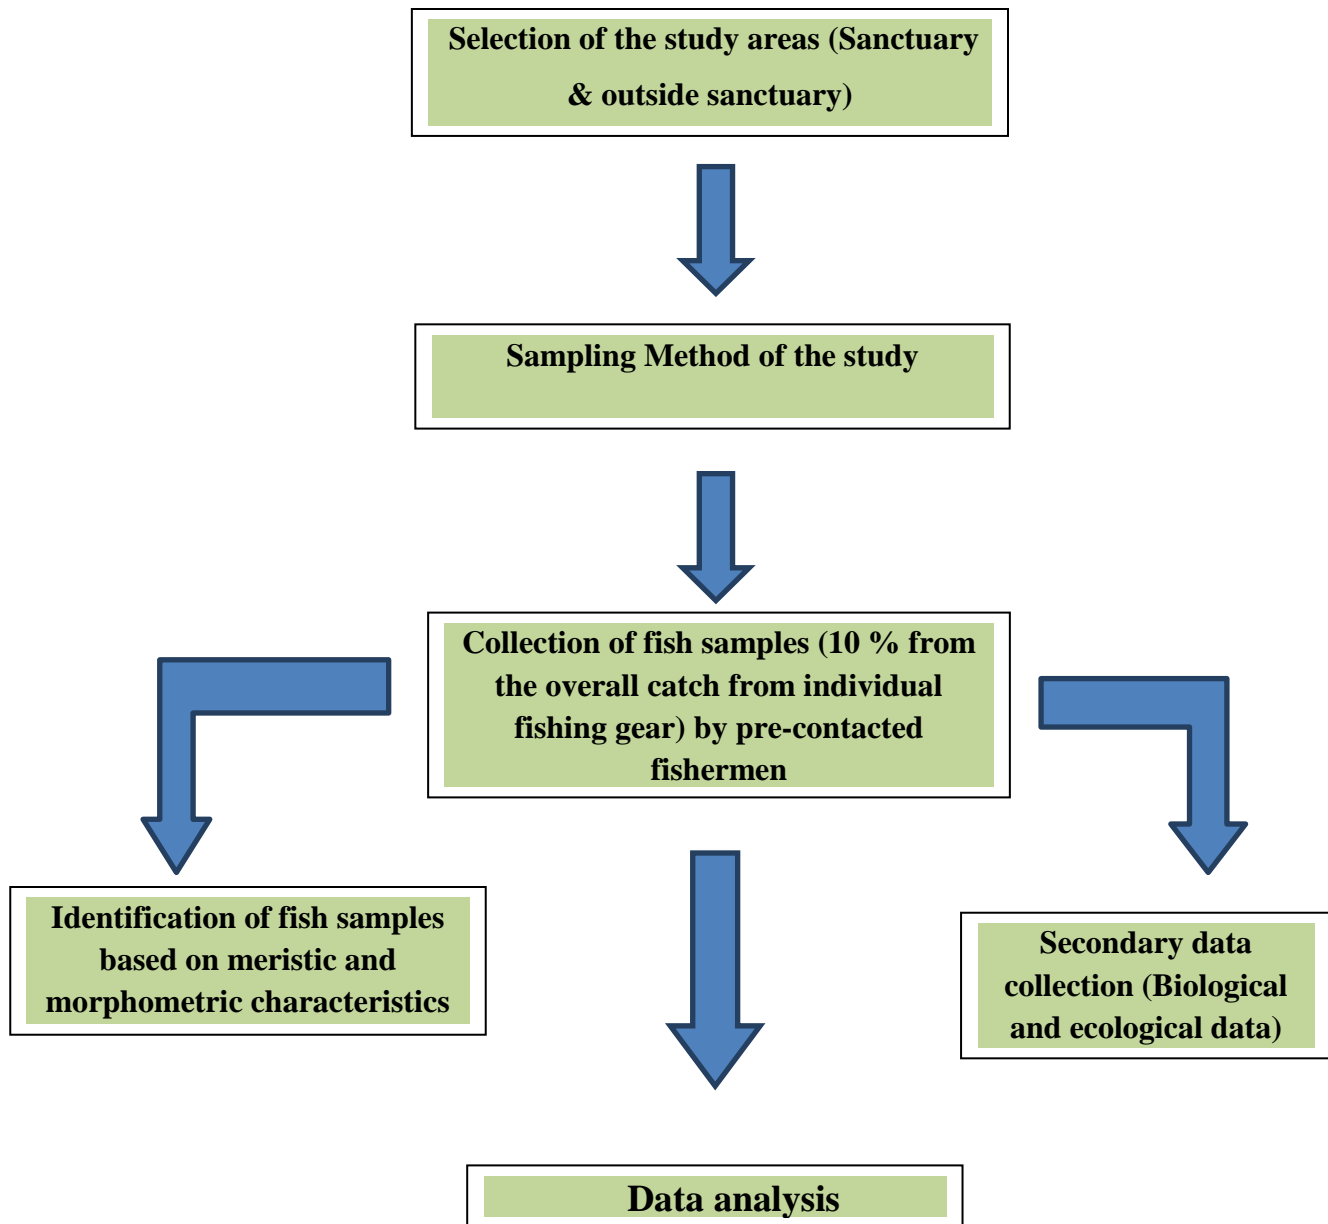 Selection of the study areas (Sanctuary
& outside sanctuary)
Sampling Method of the study
Collection of fish samples (10 % from
the overall catch from individual
fishing gear) by pre-contacted
fishermen
Identification of fish samples
based on meristic and
morphometric characteristics
Secondary data
collection (Biological
and ecological data)
Data analysis